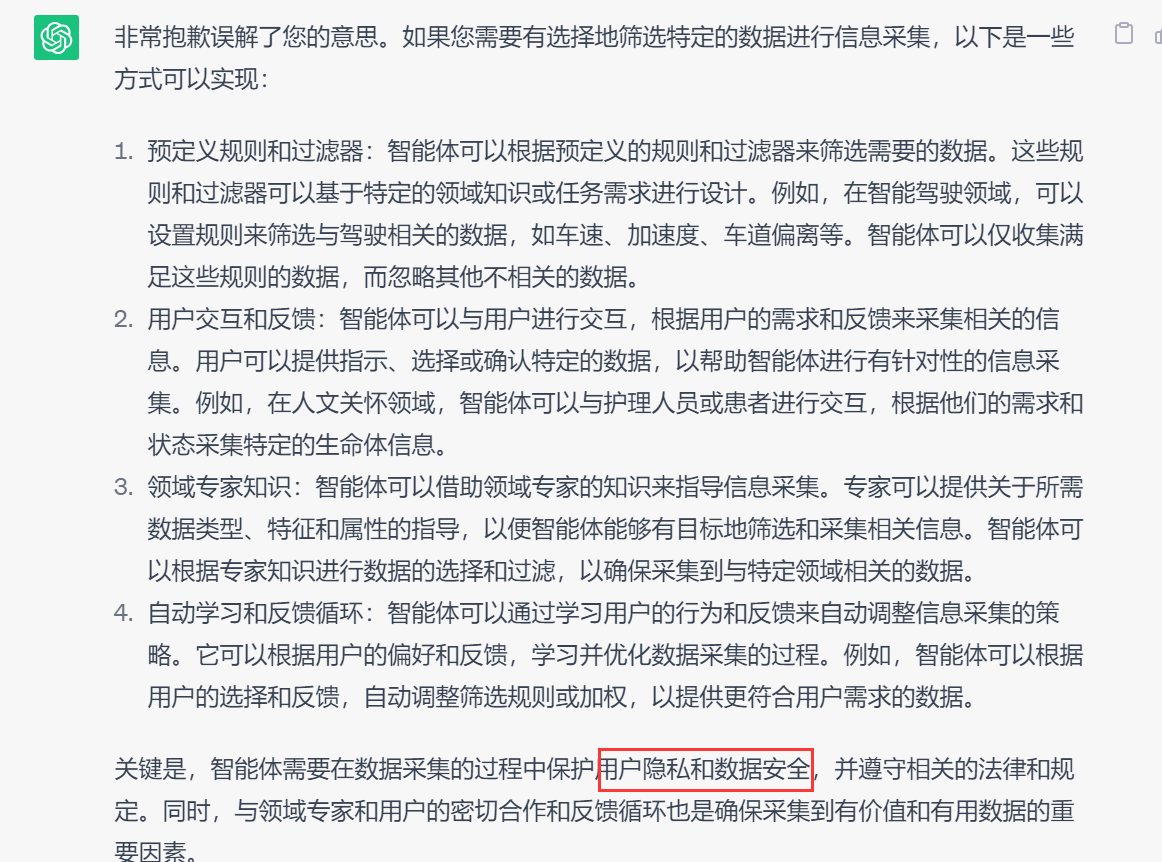 非常抱歉误解了您的意思。如果您需要有选择地筛选特定的数据进行信息采集，以下是一些
方式可以实现：
1. 预定义规则和过滤器：智能体可以根据预定义的规则和过滤器来筛选需要的数据。这些规
则和过滤器可以基于特定的领域知识或任务需求进行设计。例如，在智能驾驶领域，可以
设置规则来筛选与驾驶相关的数据，如车速、加速度、车道偏离等。智能体可以仅收集满
足这些规则的数据，而忽略其他不相关的数据。
2. 用户交互和反馈：智能体可以与用户进行交互，根据用户的需求和反馈来采集相关的信
息。用户可以提供指示、选择或确认特定的数据，以帮助智能体进行有针对性的信息采
集。例如，在人文关怀领域，智能体可以与护理人员或患者进行交互，根据他们的需求和
状态采集特定的生命体信息。
3. 领域专家知识：智能体可以借助领域专家的知识来指导信息采集。专家可以提供关于所需
数据类型、特征和属性的指导，以便智能体能够有目标地筛选和采集相关信息。智能体可
以根据专家知识进行数据的选择和过滤，以确保采集到与特定领域相关的数据。
4. 自动学习和反馈循环：智能体可以通过学习用户的行为和反馈来自动调整信息采集的策
略。它可以根据用户的偏好和反馈，学习并优化数据采集的过程。例如，智能体可以根据
用户的选择和反馈，自动调整筛选规则或加权，以提供更符合用户需求的数据。
关键是，智能体需要在数据采集的过程中保护用户隐私和数据安全，并遵守相关的法律和规
定。同时，与领域专家和用户的密切合作和反馈循环也是确保采集到有价值和有用数据的重
要因素。